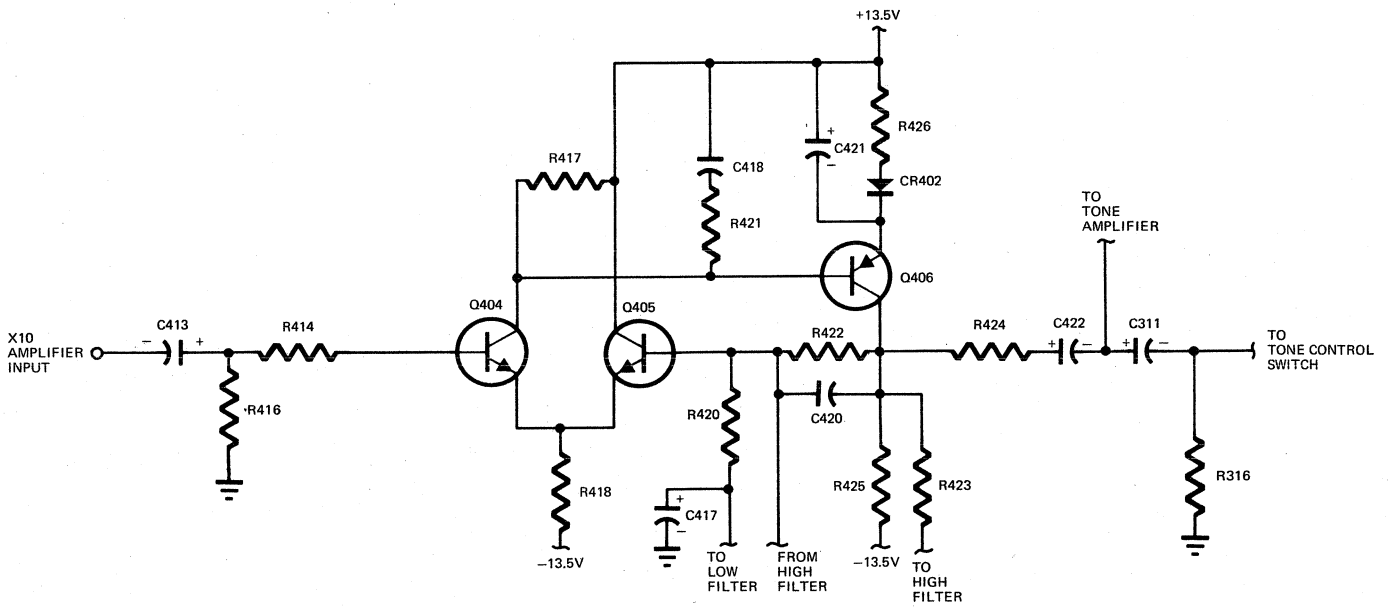 +13.5V
R426
R417
C418
+
C421
−
CR402
R421
TO
TONE
AMPLIFIER
Q406
Q404
Q405
X10
AMPLIFIER
INPUT
C413
− +
R414
R422
R424
C422
+ −
C311
+ −
TO
TONE CONTROL
SWITCH
R416
R420
C420
R418
R425
R423
R316
+
C417
−
−13.5V
TO
LOW
FILTER
FROM
HIGH
FILTER
−13.5V
TO
HIGH
FILTER